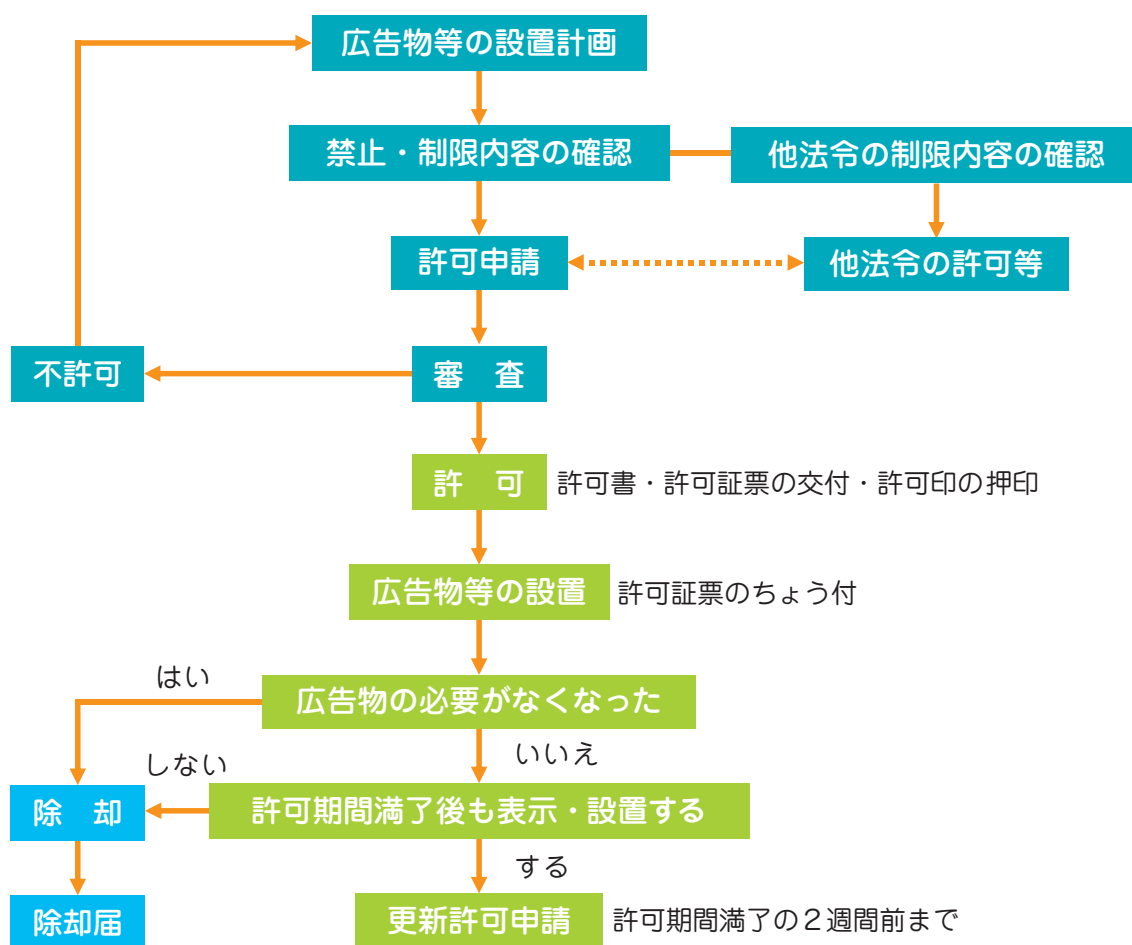 広告物等の設置計画
禁止・制限内容の確認
他法令の制限内容の確認
許可申請
他法令の許可等
不許可
審　査
許　可
許可書・許可証票の交付・許可印の押印
広告物等の設置
許可証票のちょう付
はい
広告物の必要がなくなった
いいえ
しない
除　却
許可期間満了後も表示・設置する
する
除却届
更新許可申請
許可期間満了の２週間前まで